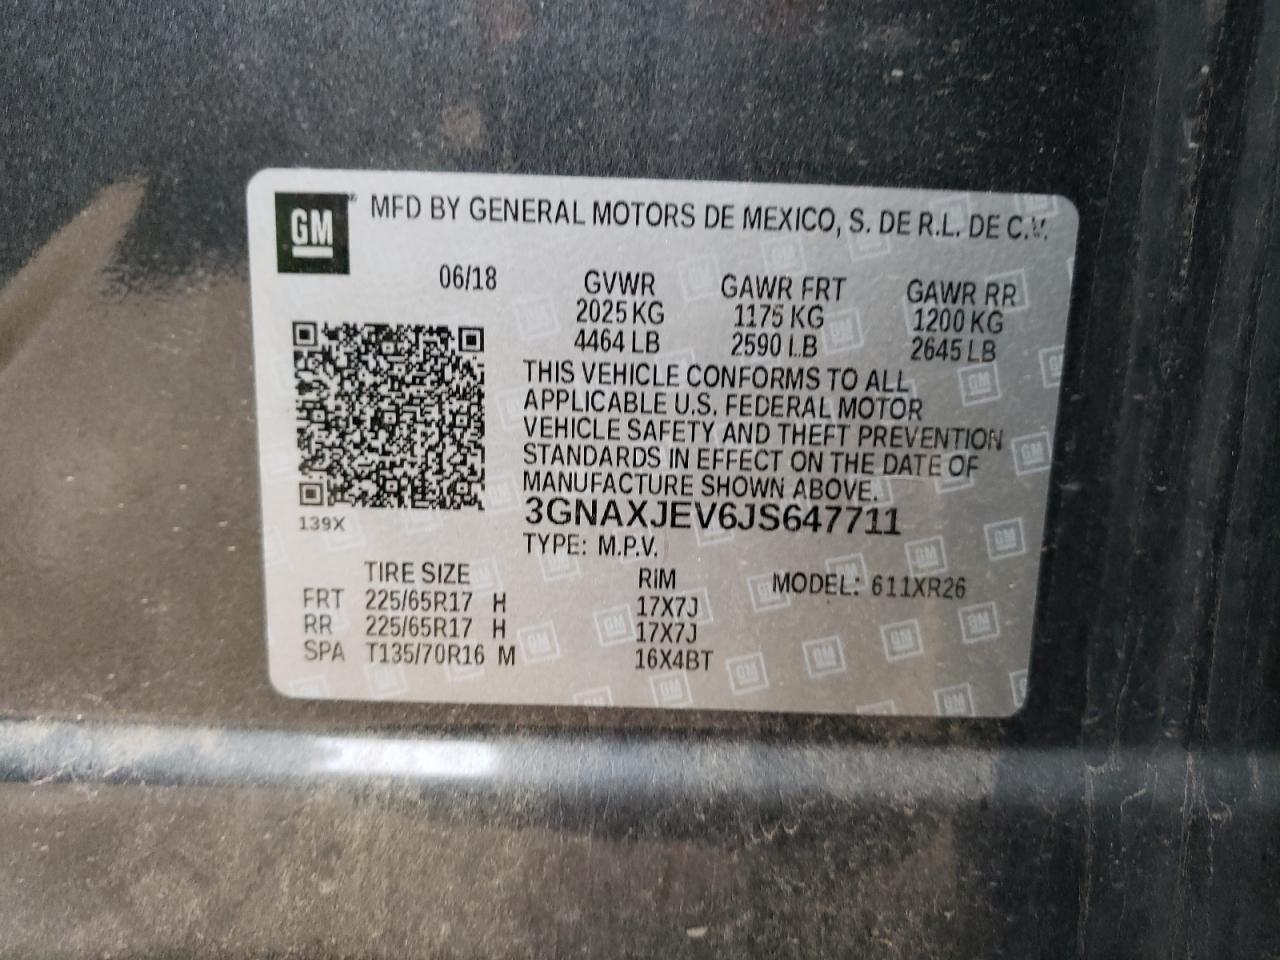 GM® MFD BY GENERAL MOTORS DE MEXICO, S. DE R.L. DE C.V.
06/18 GVWR GAWR FRT GAWR RR
2025 KG 1175 KG 1200 KG
4464 LB 2590 LB 2645 LB
THIS VEHICLE CONFORMS TO ALL
APPLICABLE U.S. FEDERAL MOTOR
VEHICLE SAFETY AND THEFT PREVENTION
STANDARDS IN EFFECT ON THE DATE OF
MANUFACTURE SHOWN ABOVE.
139X 3GNAXJEV6JS647711
TYPE: M.P.V.
TIRE SIZE RIM MODEL: 611XR26
FRT 225/65R17 H 17X7J
RR 225/65R17 H 17X7J
SPA T135/70R16 M 16X4BT